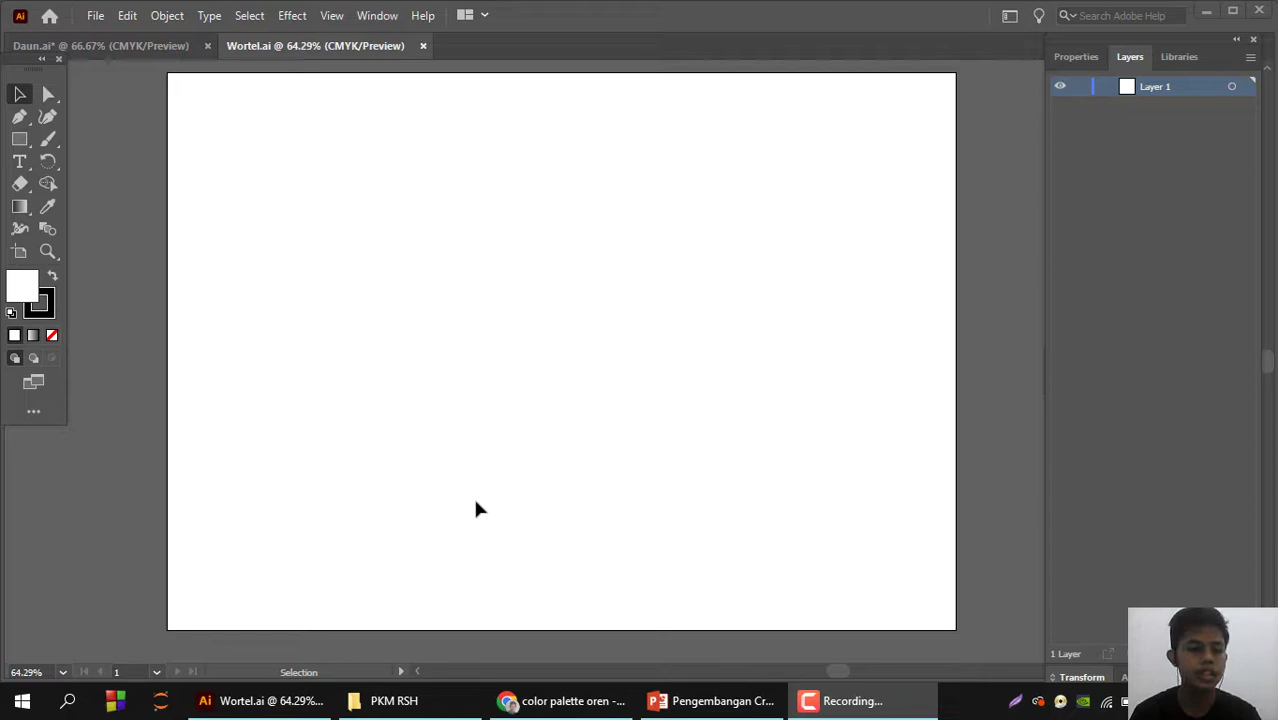 Ai File Edit Object Type Select Effect View Window Help Search Adobe Help
Daun.ai* @ 66.67% (CMYK/Preview) Wortel.ai @ 64.29% (CMYK/Preview)
Properties Layers Libraries
Layer 1
T
1 Layer
64.29% 1 Selection
Transform
Ai Wortel.ai @ 64.29%... PKM RSH color palette oren -... Pengembangan Cr... Recording...